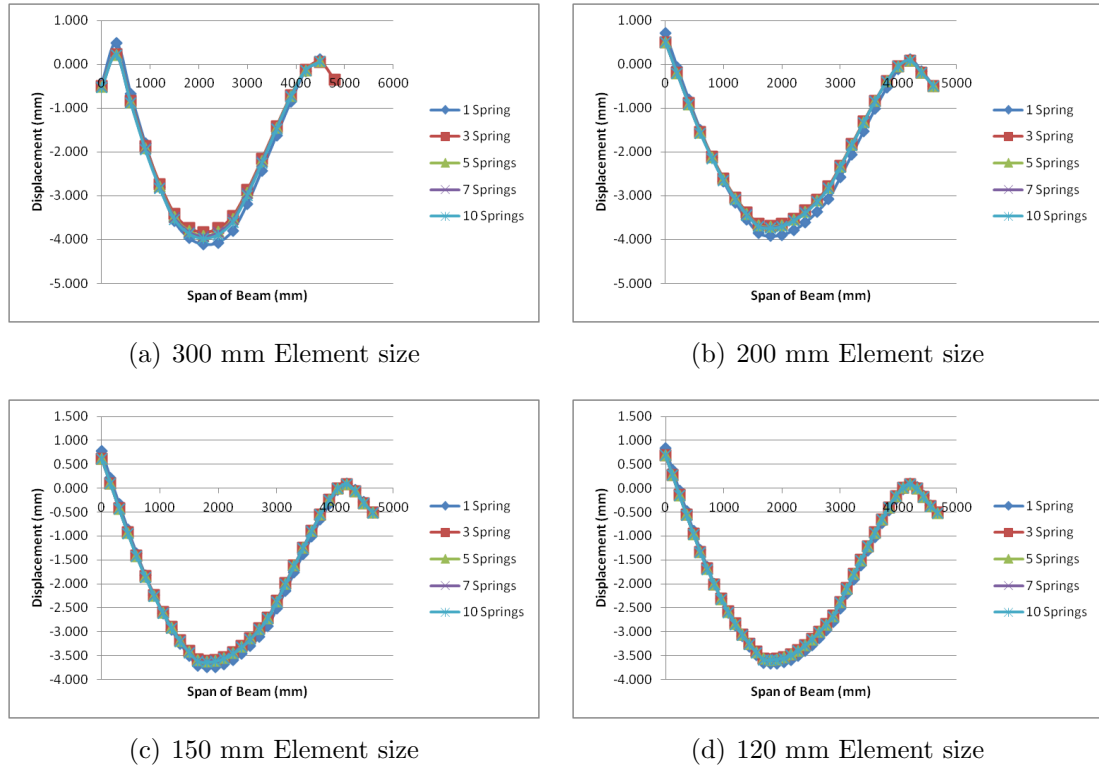 1.000
0.000
-1.000
-2.000
-3.000
-4.000
-5.000
0 1000 2000 3000 4000 5000 6000
Displacement (mm)
Span of Beam (mm)
1 Spring
3 Spring
5 Springs
7 Springs
10 Springs
(a) 300 mm Element size
1.000
0.000
-1.000
-2.000
-3.000
-4.000
-5.000
0 1000 2000 3000 4000 5000
Displacement (mm)
Span of Beam (mm)
1 Spring
3 Spring
5 Springs
7 Springs
10 Springs
(b) 200 mm Element size
1.500
1.000
0.500
0.000
-0.500
-1.000
-1.500
-2.000
-2.500
-3.000
-3.500
-4.000
0 1000 2000 3000 4000 5000
Displacement (mm)
Span of Beam (mm)
1 Spring
3 Spring
5 Springs
7 Springs
10 Springs
(c) 150 mm Element size
1.500
1.000
0.500
0.000
-0.500
-1.000
-1.500
-2.000
-2.500
-3.000
-3.500
-4.000
0 1000 2000 3000 4000 5000
Displacement (mm)
Span of Beam (mm)
1 Spring
3 Spring
5 Springs
7 Springs
10 Springs
(d) 120 mm Element size